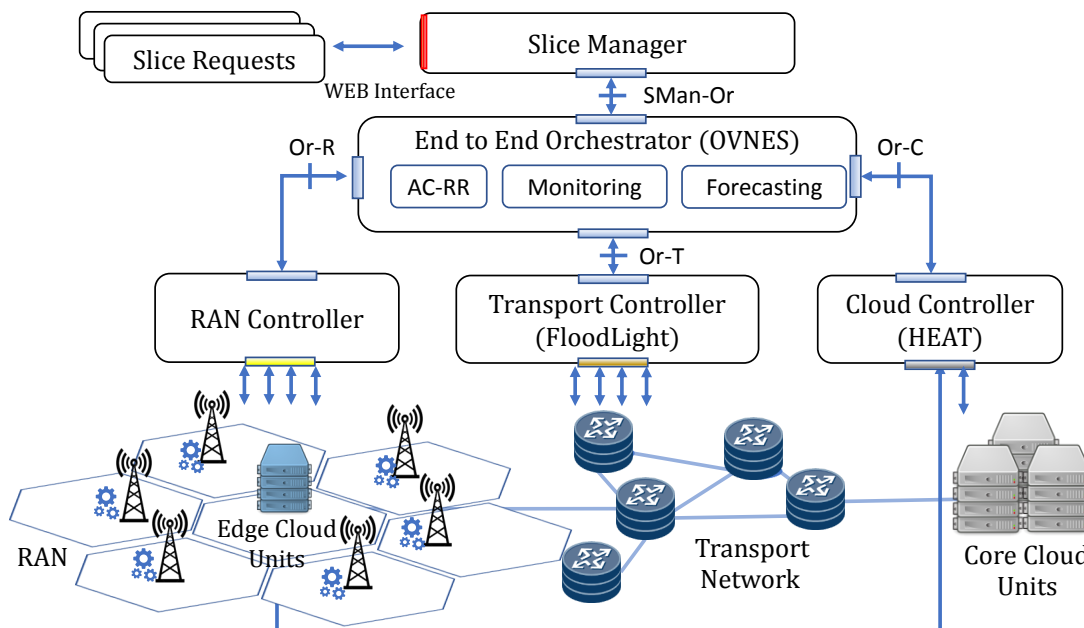 Slice Requests
WEB Interface
Slice Manager
SMan-Or
End to End Orchestrator (OVNES)
AC-RR
Monitoring
Forecasting
Or-R
Or-C
Or-T
RAN Controller
Transport Controller
(FloodLight)
Cloud Controller
(HEAT)
RAN
Edge Cloud
Units
Transport
Network
Core Cloud
Units